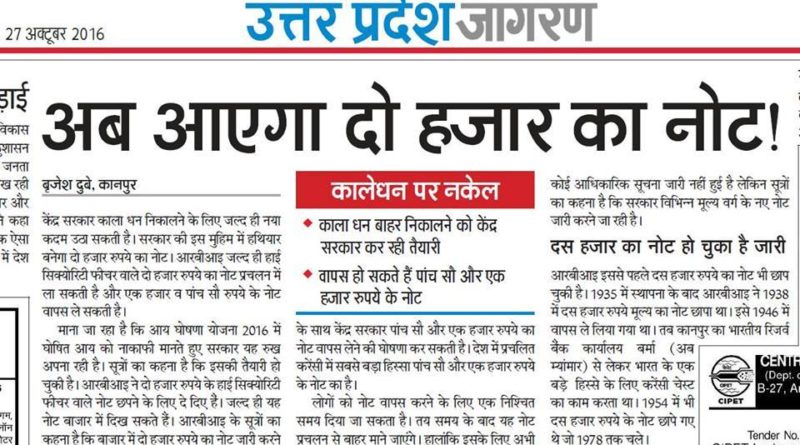 27 अक्टूबर 2016
उत्तर प्रदेश जागरण
ड़ाई
विकास
जनता
ख रही
र और
कहा
क ऐसा
में देश
अब आएगा दो हजार का नोट!
बृजेश दुबे, कानपुर
केंद्र सरकार काला धन निकालने के लिए जल्द ही नया
कदम उठा सकती है। सरकार की इस मुहिम में हथियार
बनेगा दो हजार रुपये का नोट। आरबीआइ जल्द ही हाई
सिक्योरिटी फीचर वाले दो हजार रुपये का नोट प्रचलन में
ला सकती है और एक हजार व पांच सौ रुपये के नोट
वापस ले सकती है।
माना जा रहा है कि आय घोषणा योजना 2016 में
घोषित आय को नाकाफी मानते हुए सरकार यह रुख
अपना रही है। सूत्रों का कहना है कि इसकी तैयारी हो
चुकी है। आरबीआइ ने दो हजार रुपये के हाई सिक्योरिटी
फीचर वाले नोट छपने के लिए दे दिए है। जल्द ही यह
नोट बाजार में दिख सकते हैं। आरबीआइ के सूत्रों का
कहना है कि बाजार में दो हजार रुपये का नोट जारी करने
कालेधन पर नकेल
काला धन बाहर निकालने को केंद्र
सरकार कर रही तैयारी
वापस हो सकते हैं पांच सौ और एक
हजार रुपये के नोट
के साथ केंद्र सरकार पांच सौ और एक हजार रुपये का
नोट वापस लेने की घोषणा कर सकती है। देश में प्रचलित
करेंसी में सबसे बड़ा हिस्सा पांच सौ और एक हजार रुपये
के नोट का है।
लोगों को नोट वापस करने के लिए एक निश्चित
समय दिया जा सकता है। तय समय के बाद यह नोट
प्रचलन से बाहर माने जाएंगे। हालांकि इसके लिए अभी
कोई आधिकारिक सूचना जारी नहीं हुई है लेकिन सूत्रों
का कहना है कि सरकार विभिन्न मूल्य वर्ग के नए नोट
जारी करने जा रही है।
दस हजार का नोट हो चुका है जारी
आरबीआइ इससे पहले दस हजार रुपये का नोट भी छाप
चुकी है। 1935 में स्थापना के बाद आरबीआइ ने 1938
में दस हजार रुपये मूल्य का नोट छापा था। इसे 1946 में
वापस ले लिया गया था। तब कानपुर का भारतीय रिजर्व
बैंक कार्यालय बर्मा (अब
म्यांमार) से लेकर भारत के एक
बड़े हिस्से के लिए करेंसी चेस्ट
का काम करता था। 1954 में भी
दस हजार रुपये के नोट छापे गए
थे जो 1978 तक चले।
CIPET
CENTR
(Dept. o
B-27, A
Tender No.